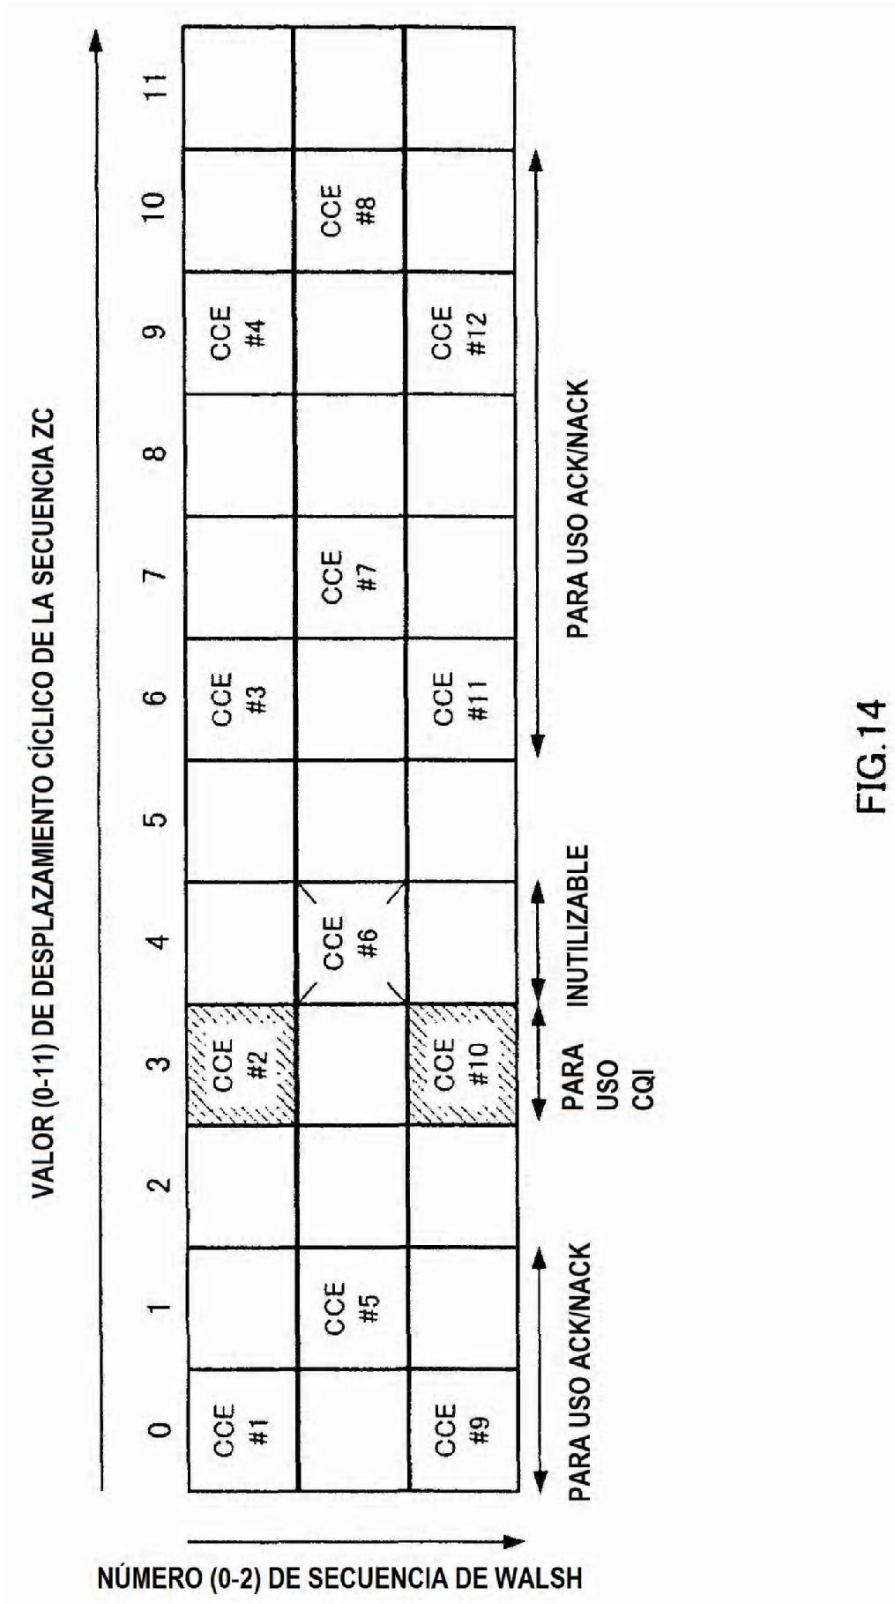 VALOR (0-11) DE DESPLAZAMIENTO CÍCLICO DE LA SECUENCIA ZC
0 1 2 3 4 5 6 7 8 9 10 11
CCE #1
CCE #2
CCE #3
CCE #4
CCE #5
CCE #6
CCE #7
CCE #8
CCE #9
CCE #10
CCE #11
CCE #12
PARA USO ACK/NACK
PARA
USO
CQI
INUTILIZABLE
PARA USO ACK/NACK
NÚMERO (0-2) DE SECUENCIA DE WALSH
FIG.14